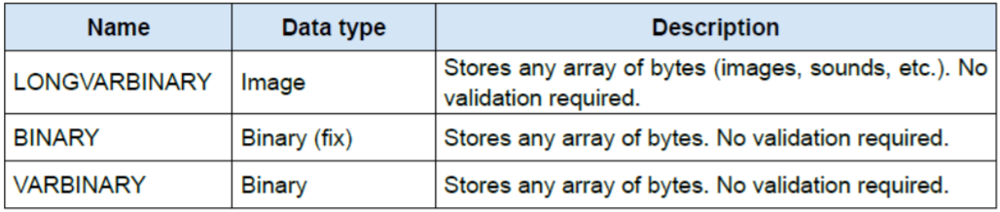 Name Data type Description
LONGVARBINARY Image Stores any array of bytes (images, sounds, etc.). No
validation required.
BINARY Binary (fix) Stores any array of bytes. No validation required.
VARBINARY Binary Stores any array of bytes. No validation required.